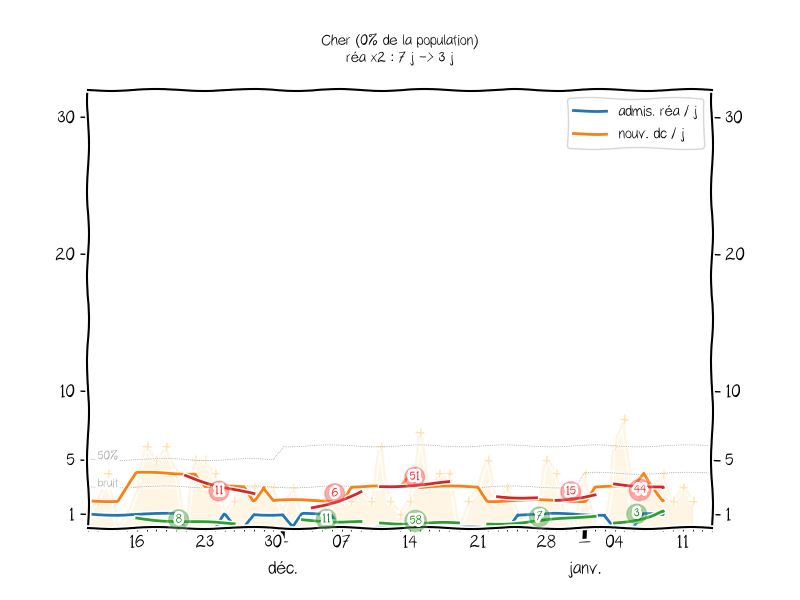 Cher (0% de la population)
réa x2 : 7 j -> 3 j
admis. réa / j
nouv. dc / j
30 30
20 20
10 10
5 5
1 1
50%
bruit
11 6 51 15 44
8 11 58 7 3
16 23 30 07 14 21 28 04 11
déc. janv.